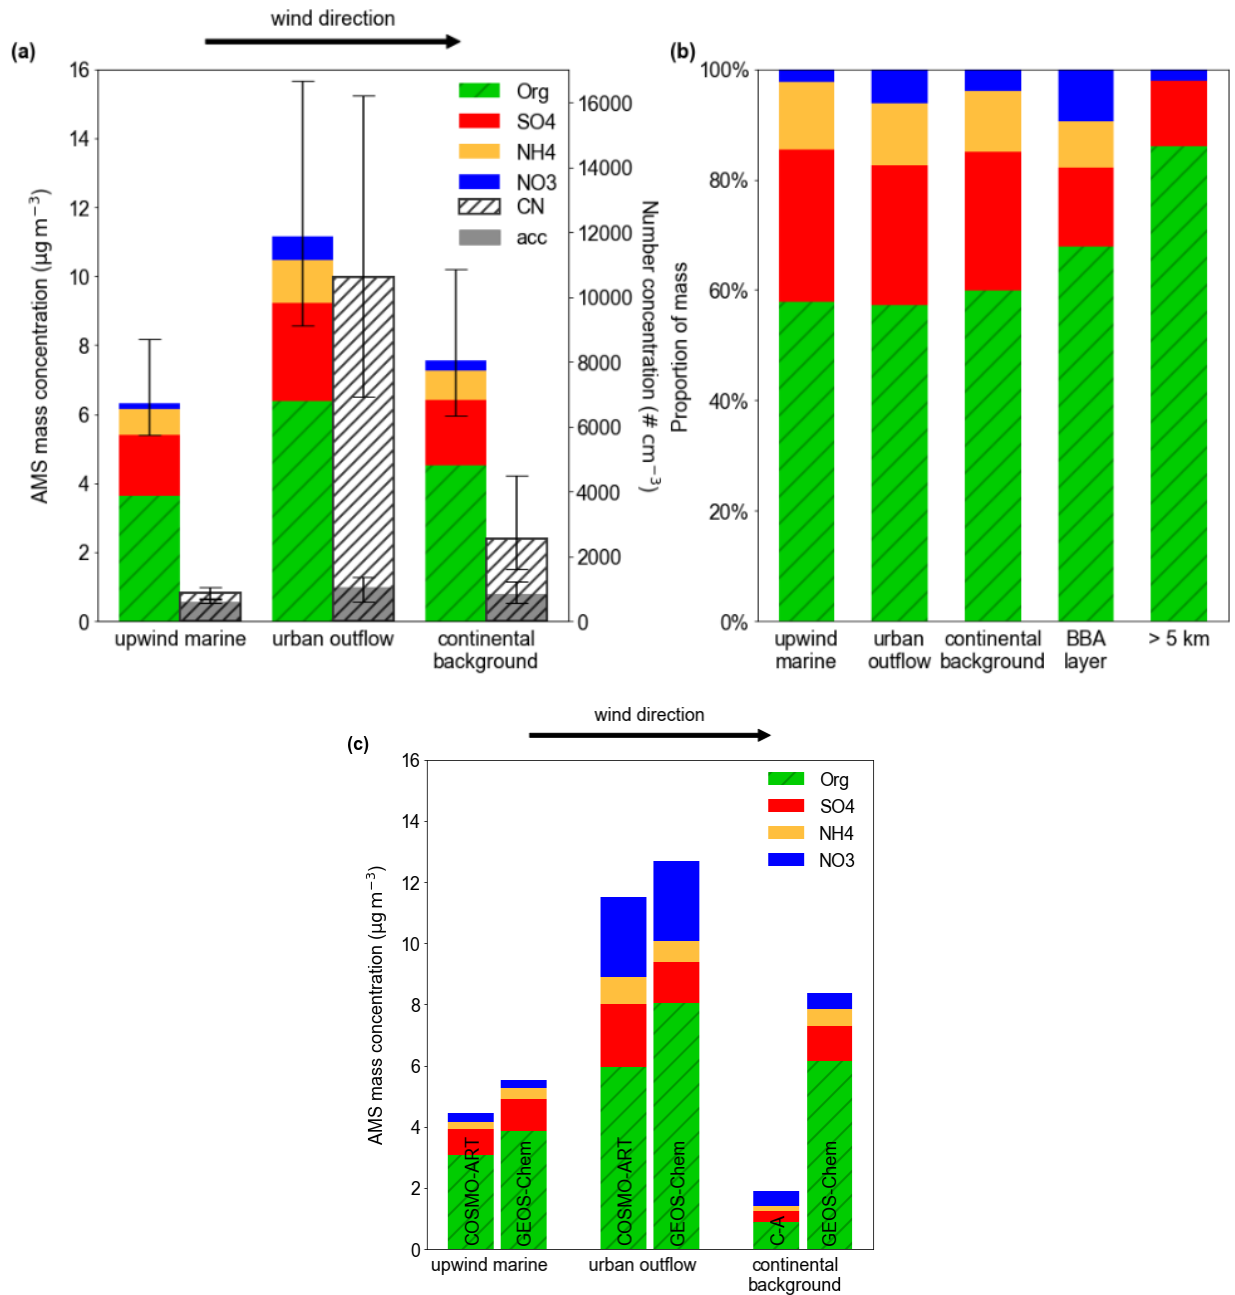 wind direction
(a)
16
14
12
10
8
6
4
2
0
AMS mass concentration (µg m⁻³)
Org
SO4
NH4
NO3
CN
acc
16000
14000
12000
10000
8000
6000
4000
2000
0
Number concentration (# cm⁻³)
upwind marine
urban outflow
continental
background
(b)
100%
80%
60%
40%
20%
0%
Proportion of mass
upwind
marine
urban
outflow
continental
background
BBA
layer
> 5 km
wind direction
(c)
16
14
12
10
8
6
4
2
0
AMS mass concentration (µg m⁻³)
Org
SO4
NH4
NO3
COSMO-ART
GEOS-Chem
COSMO-ART
GEOS-Chem
C-A
GEOS-Chem
upwind marine
urban outflow
continental
background